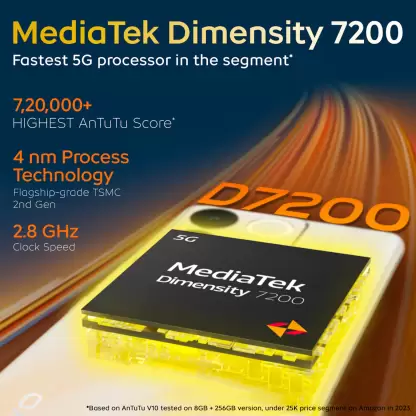 MediaTek Dimensity 7200
Fastest 5G processor in the segment*
7,20,000+
HIGHEST AnTuTu Score*
4 nm Process
Technology
Flagship-grade TSMC
2nd Gen
2.8 GHz
Clock Speed
D7200
5G
MediaTek
Dimensity 7200
*Based on AnTuTu V10 tested on 8GB + 256GB version, under 25K price segment on Amazon in 2023.